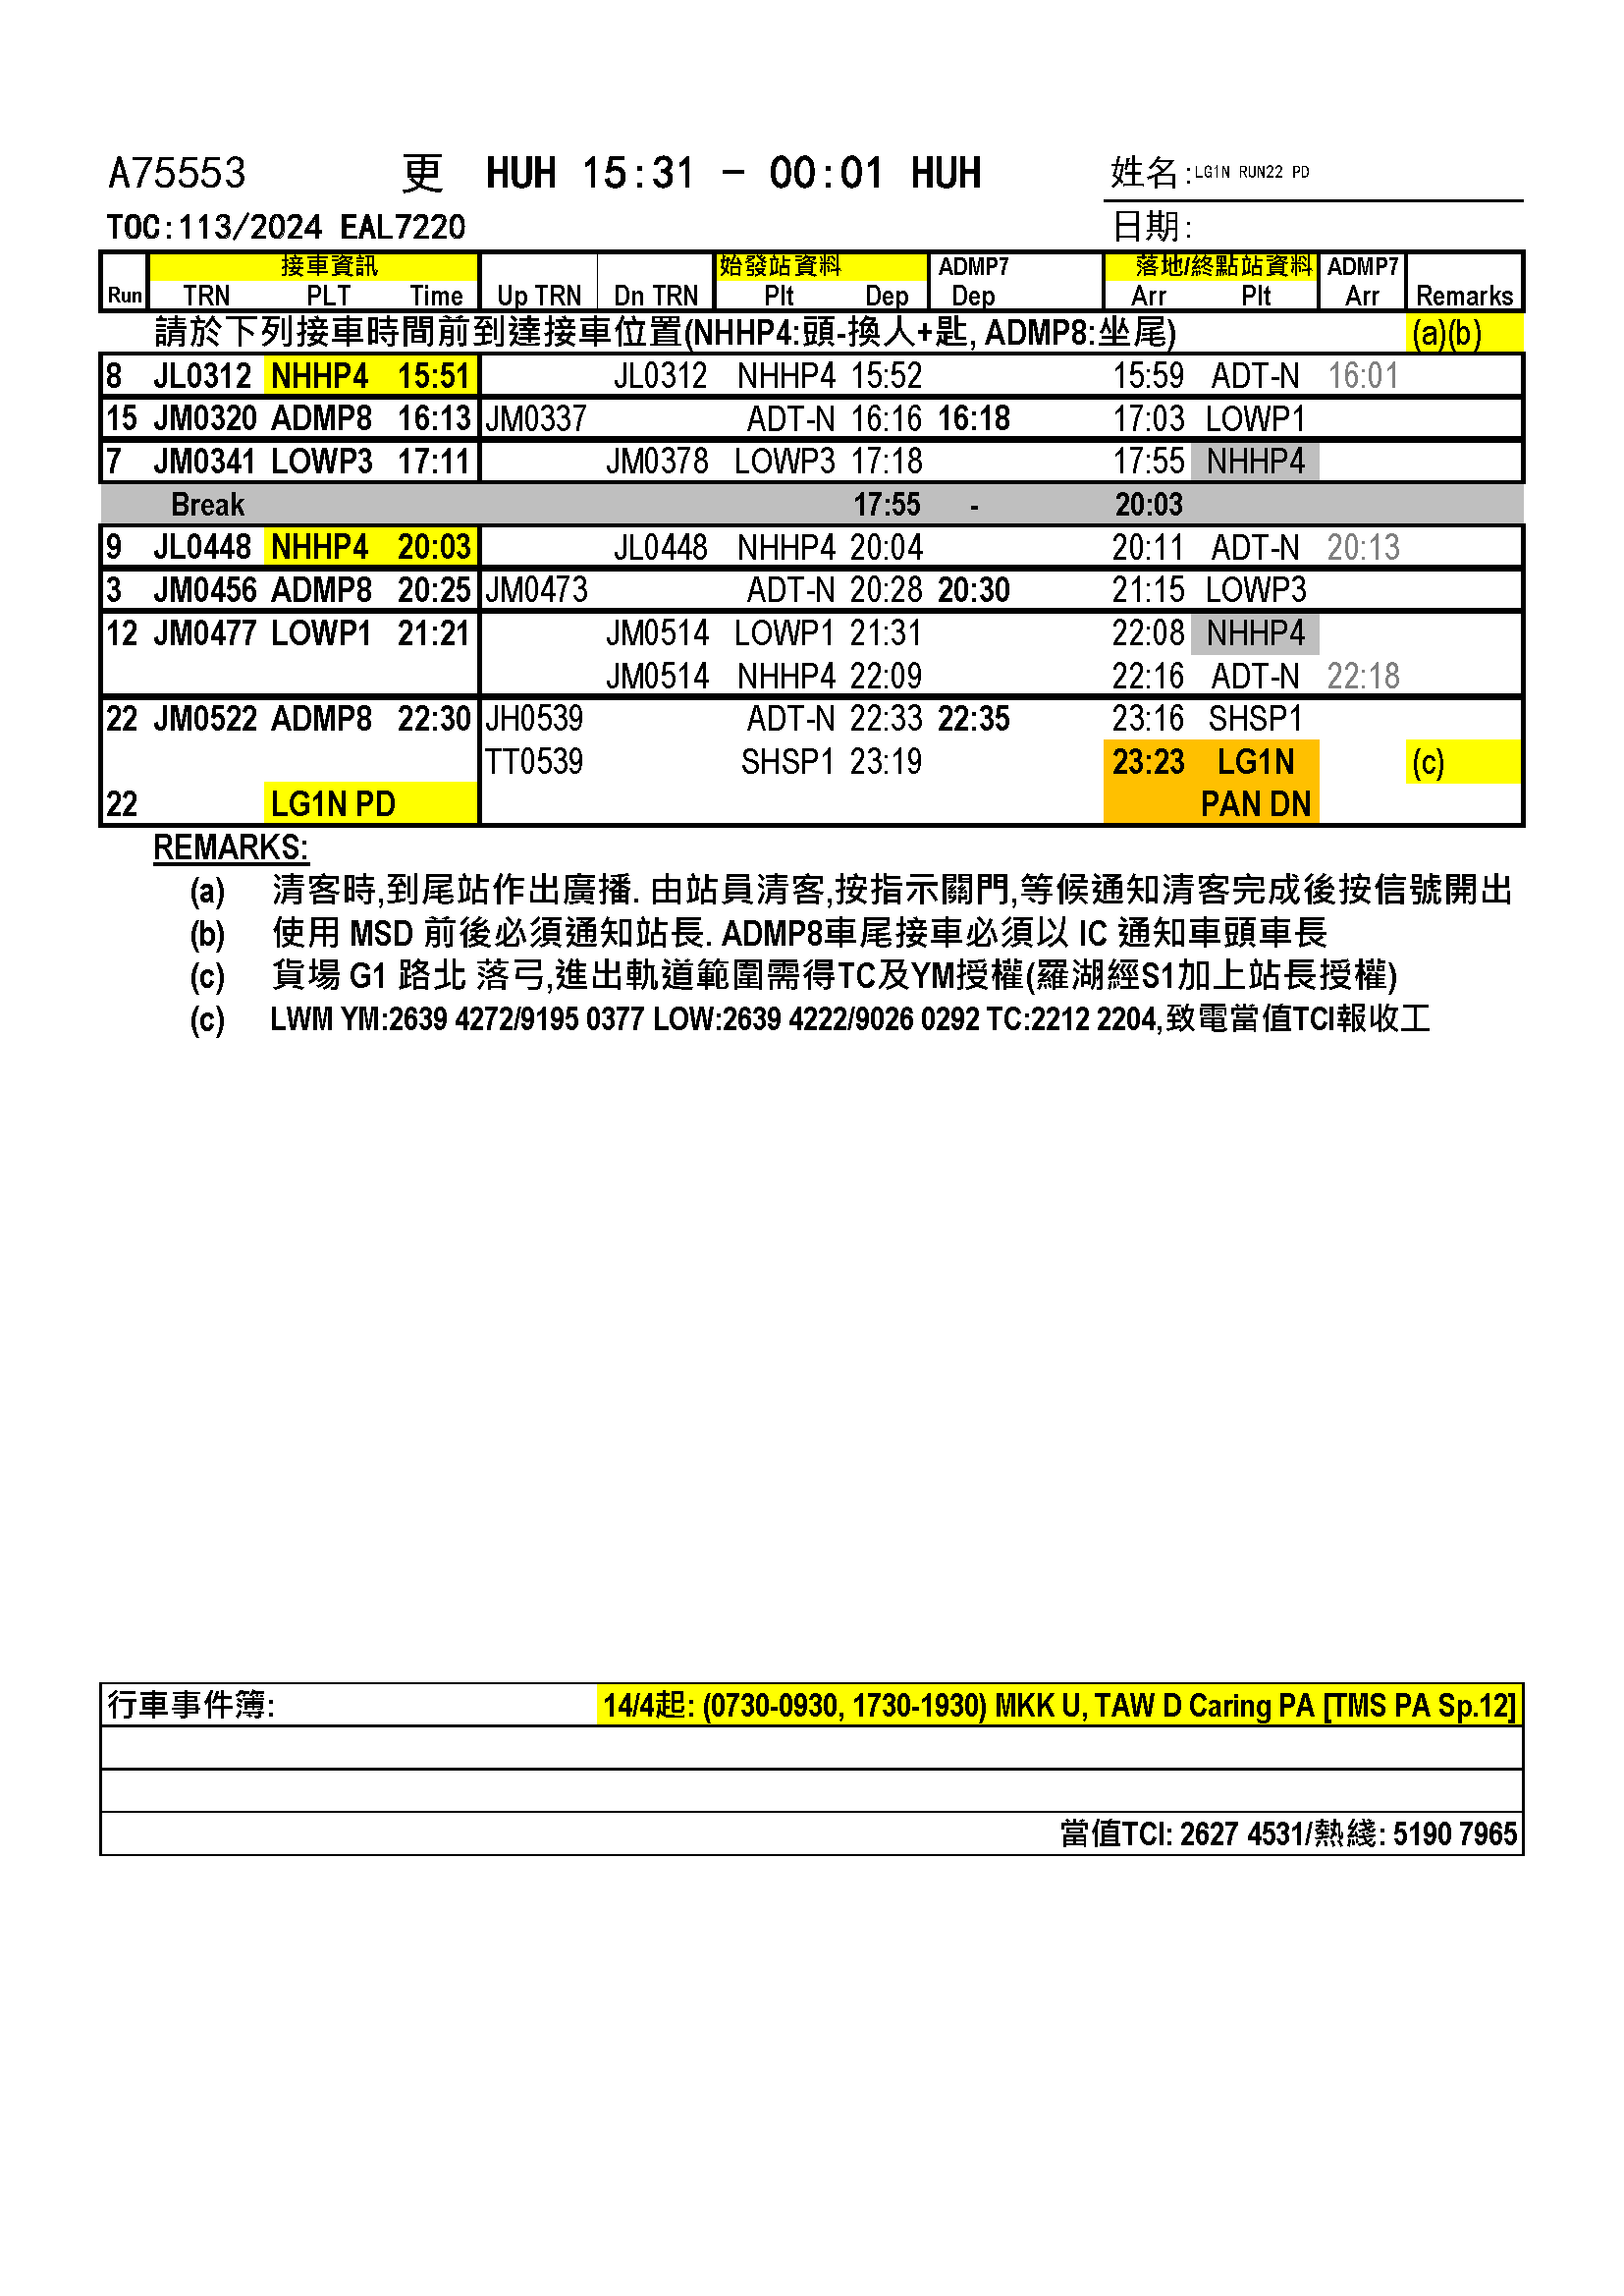 A75553 更 HUH 15:31 - 00:01 HUH 姓名:LG1N RUN22 PD
TOC:113/2024 EAL7220 日期:
接車資訊 始發站資料 ADMP7 落地/終點站資料 ADMP7
Run TRN PLT Time Up TRN Dn TRN Plt Dep Dep Arr Plt Arr Remarks
請於下列接車時間前到達接車位置(NHHP4:頭-換人+匙, ADMP8:坐尾) (a)(b)
8 JL0312 NHHP4 15:51 JL0312 NHHP4 15:52 15:59 ADT-N 16:01
15 JM0320 ADMP8 16:13 JM0337 ADT-N 16:16 16:18 17:03 LOWP1
7 JM0341 LOWP3 17:11 JM0378 LOWP3 17:18 17:55 NHHP4
Break 17:55 - 20:03
9 JL0448 NHHP4 20:03 JL0448 NHHP4 20:04 20:11 ADT-N 20:13
3 JM0456 ADMP8 20:25 JM0473 ADT-N 20:28 20:30 21:15 LOWP3
12 JM0477 LOWP1 21:21 JM0514 LOWP1 21:31 22:08 NHHP4
JM0514 NHHP4 22:09 22:16 ADT-N 22:18
22 JM0522 ADMP8 22:30 JH0539 ADT-N 22:33 22:35 23:16 SHSP1
TT0539 SHSP1 23:19 23:23 LG1N (c)
22 LG1N PD PAN DN
REMARKS:
(a) 清客時,到尾站作出廣播. 由站員清客,按指示關門,等候通知清客完成後按信號開出
(b) 使用 MSD 前後必須通知站長. ADMP8車尾接車必須以 IC 通知車頭車長
(c) 貨場 G1 路北 落弓,進出軌道範圍需得TC及YM授權(羅湖經S1加上站長授權)
(c) LWM YM:2639 4272/9195 0377 LOW:2639 4222/9026 0292 TC:2212 2204,致電當值TCI報收工
行車事件簿: 14/4起: (0730-0930, 1730-1930) MKK U, TAW D Caring PA [TMS PA Sp.12]
當值TCI: 2627 4531/熱綫: 5190 7965